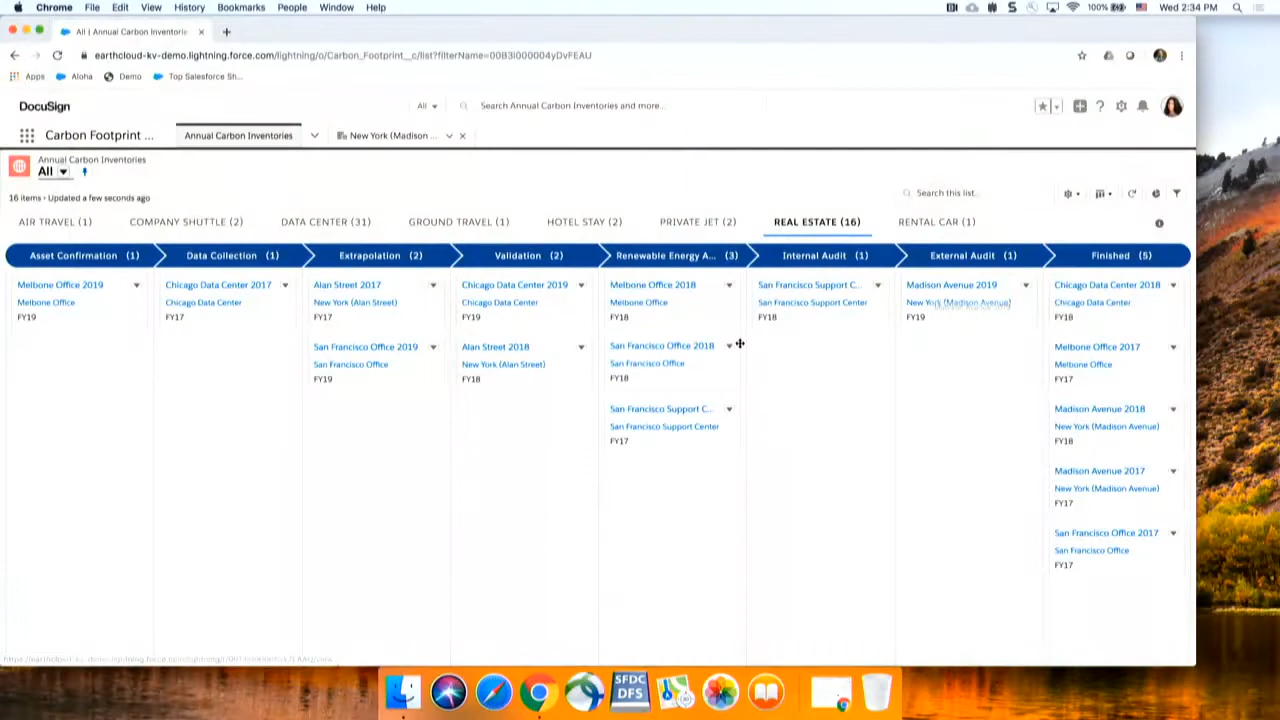 Chrome File Edit View History Bookmarks People Window Help 100% Wed 2:34 PM
All | Annual Carbon Inventorie
earthcloud-kv-demo.lightning.force.com/lightning/o/Carbon_Footprint__c/list?filterName=00B3i000004yDvFEAU
Apps Aloha Demo Top Salesforce Sh...
DocuSign All Search Annual Carbon Inventories and more...
Carbon Footprint ... Annual Carbon Inventories New York (Madison ...
Annual Carbon Inventories
All
16 items • Updated a few seconds ago Search this list...
AIR TRAVEL (1) COMPANY SHUTTLE (2) DATA CENTER (31) GROUND TRAVEL (1) HOTEL STAY (2) PRIVATE JET (2) REAL ESTATE (16) RENTAL CAR (1)
Asset Confirmation (1) Data Collection (1) Extrapolation (2) Validation (2) Renewable Energy A... (3) Internal Audit (1) External Audit (1) Finished (5)
Melbone Office 2019 Chicago Data Center 2017 Alan Street 2017 Chicago Data Center 2019 Melbone Office 2018 San Francisco Support C... Madison Avenue 2019 Chicago Data Center 2018
Melbone Office Chicago Data Center New York (Alan Street) Chicago Data Center Melbone Office San Francisco Support Center New York (Madison Avenue) Chicago Data Center
FY19 FY17 FY17 FY19 FY18 FY18 FY19 FY18
San Francisco Office 2019 Alan Street 2018 San Francisco Office 2018 Melbone Office 2017
San Francisco Office New York (Alan Street) San Francisco Office Melbone Office
FY19 FY18 FY18 FY17
San Francisco Support C... Madison Avenue 2018
San Francisco Support Center New York (Madison Avenue)
FY17 FY18
Madison Avenue 2017
New York (Madison Avenue)
FY17
San Francisco Office 2017
San Francisco Office
FY17
SFDC
DFS